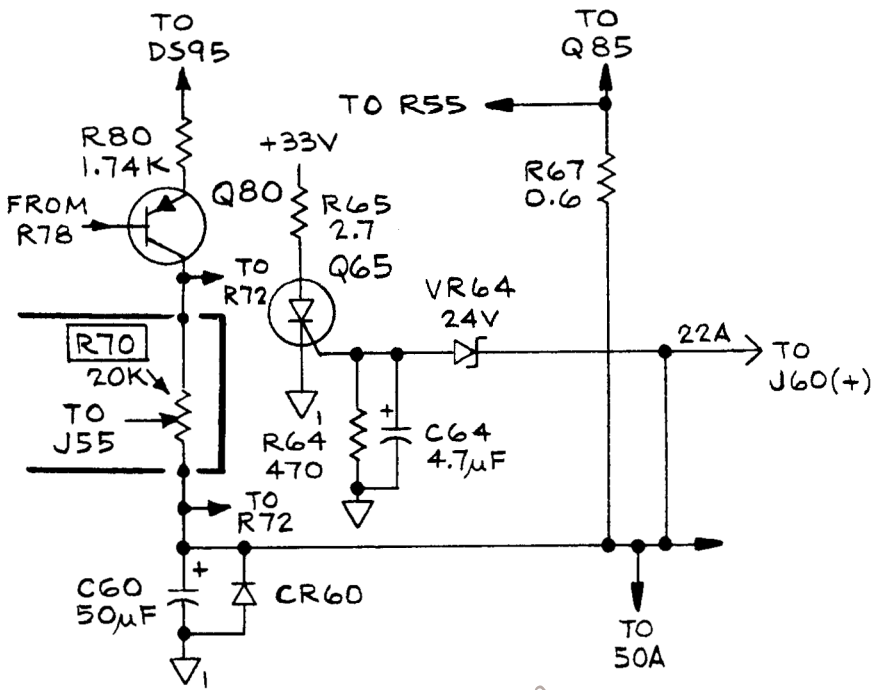 TO
DS95
R80
1.74K
FROM
R78
Q80
TO
R72
R70
20K
TO
J55
TO
R72
C60
50µF
+
CR60
1
+33V
R65
2.7
Q65
1
R64
470
+
C64
4.7µF
VR64
24V
TO
Q85
TO R55
R67
0.6
22A
TO
J60(+)
TO
50A